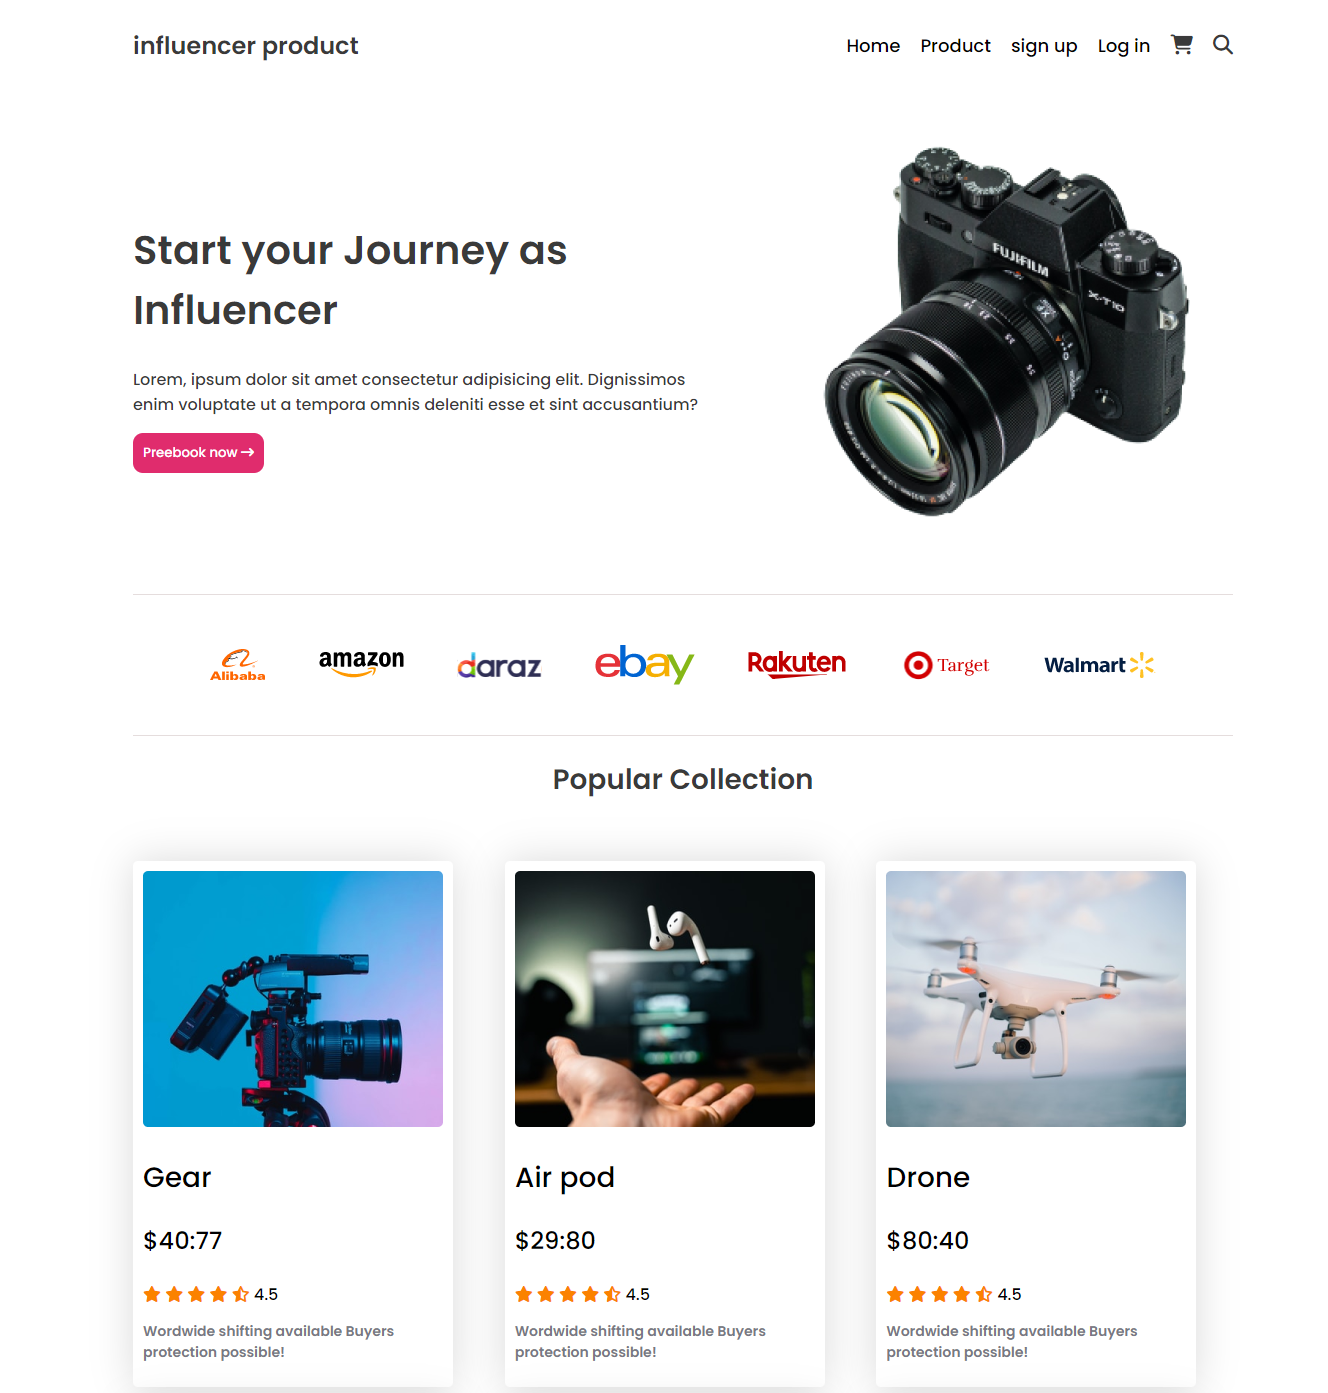 influencer product
Home Product sign up Log in
Start your Journey as
Influencer
FUJIFILM
X-T10
Lorem, ipsum dolor sit amet consectetur adipisicing elit. Dignissimos
enim voluptate ut a tempora omnis deleniti esse et sint accusantium?
Preebook now
Alibaba amazon daraz ebay Rakuten Target Walmart
Popular Collection
Gear Air pod Drone
$40:77 $29:80 $80:40
4.5 4.5 4.5
Wordwide shifting available Buyers Wordwide shifting available Buyers Wordwide shifting available Buyers
protection possible! protection possible! protection possible!